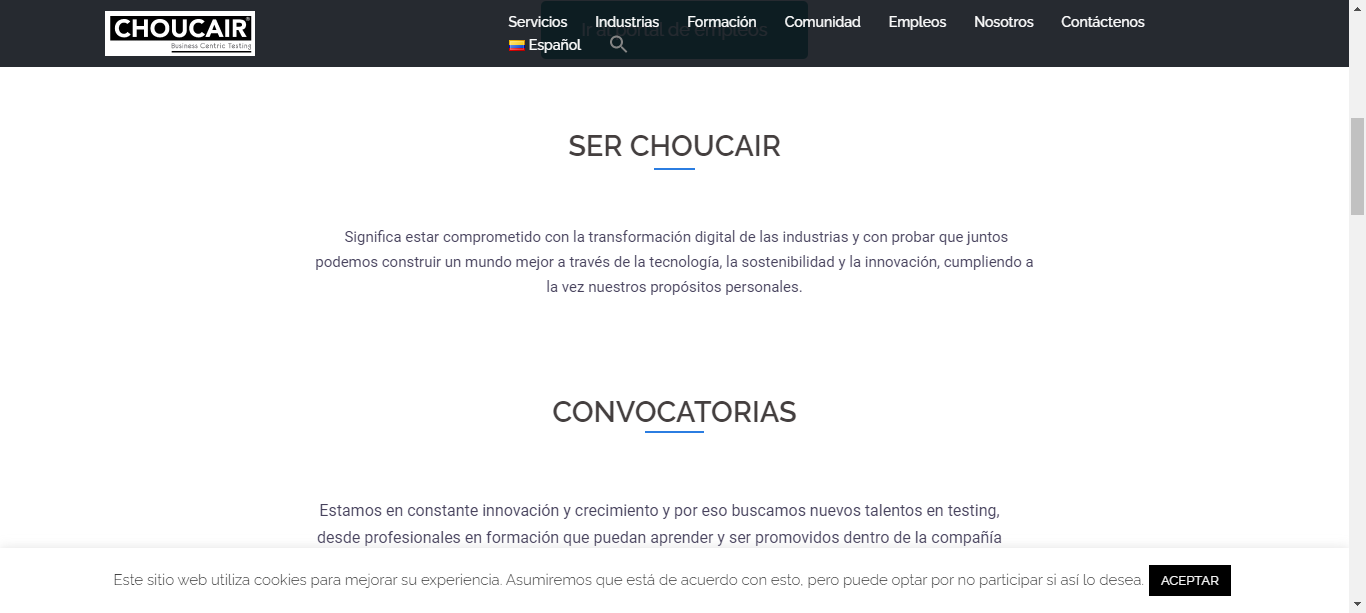 CHOUCAIR®
Business Centric Testing
Servicios Industrias Formación Comunidad Empleos Nosotros Contáctenos
Ir al portal de empleos
Español
SER CHOUCAIR
Significa estar comprometido con la transformación digital de las industrias y con probar que juntos
podemos construir un mundo mejor a través de la tecnología, la sostenibilidad y la innovación, cumpliendo a
la vez nuestros propósitos personales.
CONVOCATORIAS
Estamos en constante innovación y crecimiento y por eso buscamos nuevos talentos en testing,
desde profesionales en formación que puedan aprender y ser promovidos dentro de la compañía
Este sitio web utiliza cookies para mejorar su experiencia. Asumiremos que está de acuerdo con esto, pero puede optar por no participar si así lo desea. ACEPTAR